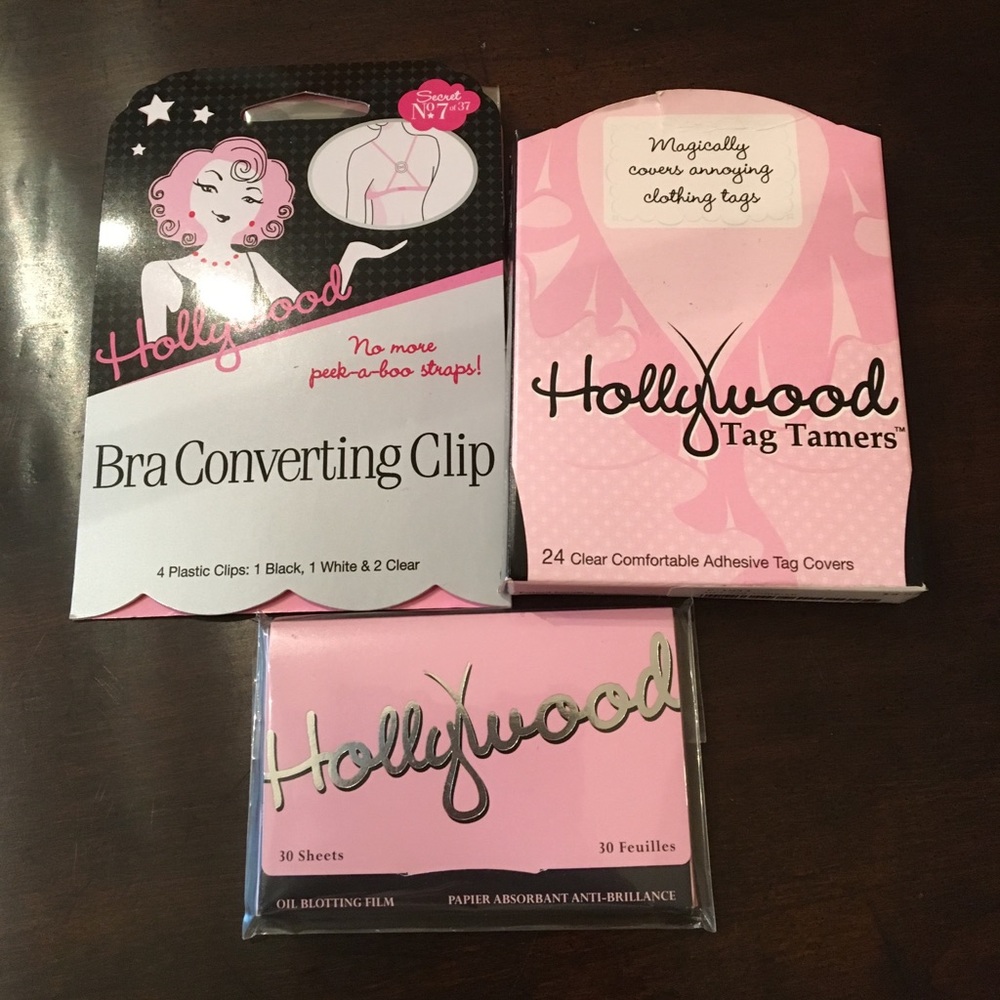 Secret
No 7 of 37
Hollywood
No more
peek-a-boo straps!
Bra Converting Clip
4 Plastic Clips: 1 Black, 1 White & 2 Clear
Magically
covers annoying
clothing tags
Hollywood
Tag Tamers™
24 Clear Comfortable Adhesive Tag Covers
Hollywood
30 Sheets
30 Feuilles
OIL BLOTTING FILM
PAPIER ABSORBANT ANTI-BRILLANCE